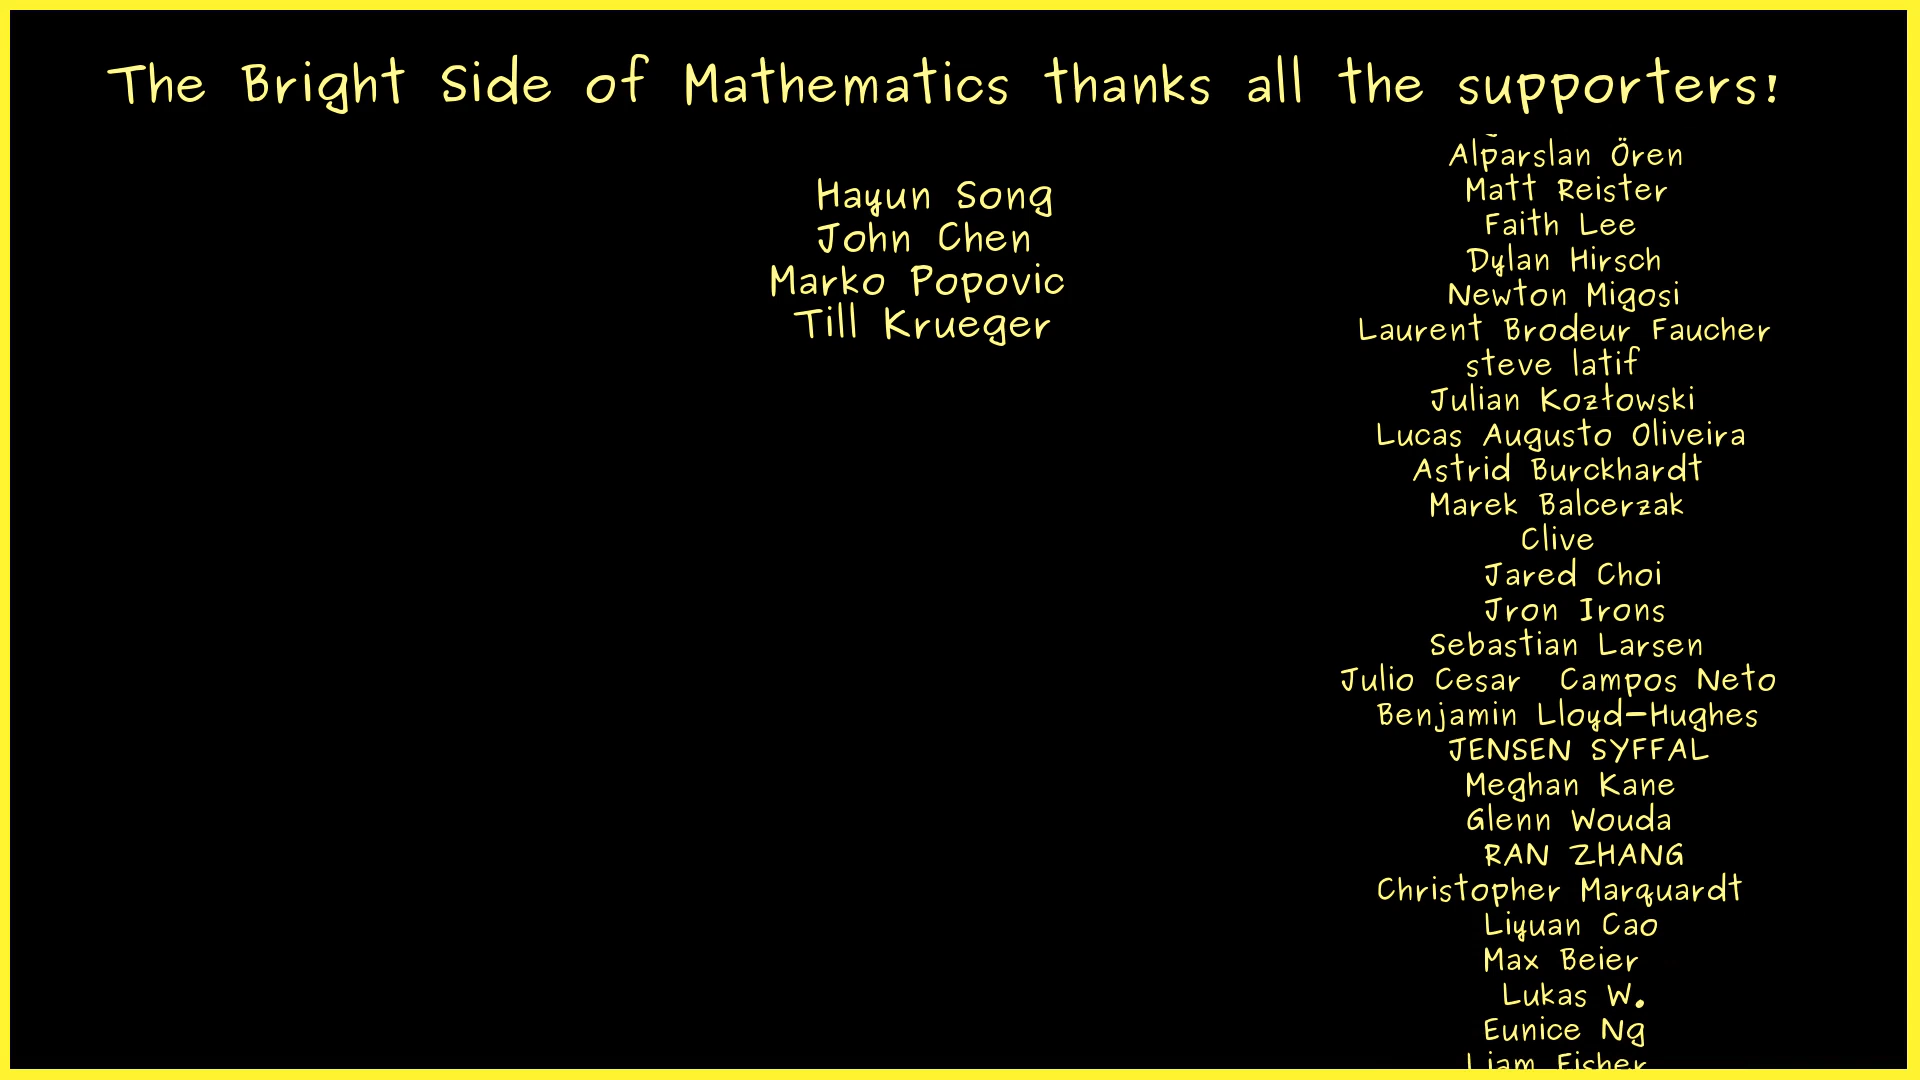 The Bright Side of Mathematics thanks all the supporters!
Hayun Song
John Chen
Marko Popovic
Till Krueger
Alparslan Ören
Matt Reister
Faith Lee
Dylan Hirsch
Newton Migosi
Laurent Brodeur Faucher
steve latif
Julian Kozłowski
Lucas Augusto Oliveira
Astrid Burckhardt
Marek Balcerzak
Clive
Jared Choi
Jron Irons
Sebastian Larsen
Julio Cesar  Campos Neto
Benjamin Lloyd-Hughes
JENSEN SYFFAL
Meghan Kane
Glenn Wouda
RAN ZHANG
Christopher Marquardt
Liyuan Cao
Max Beier
Lukas W.
Eunice Ng
Liam Fisher